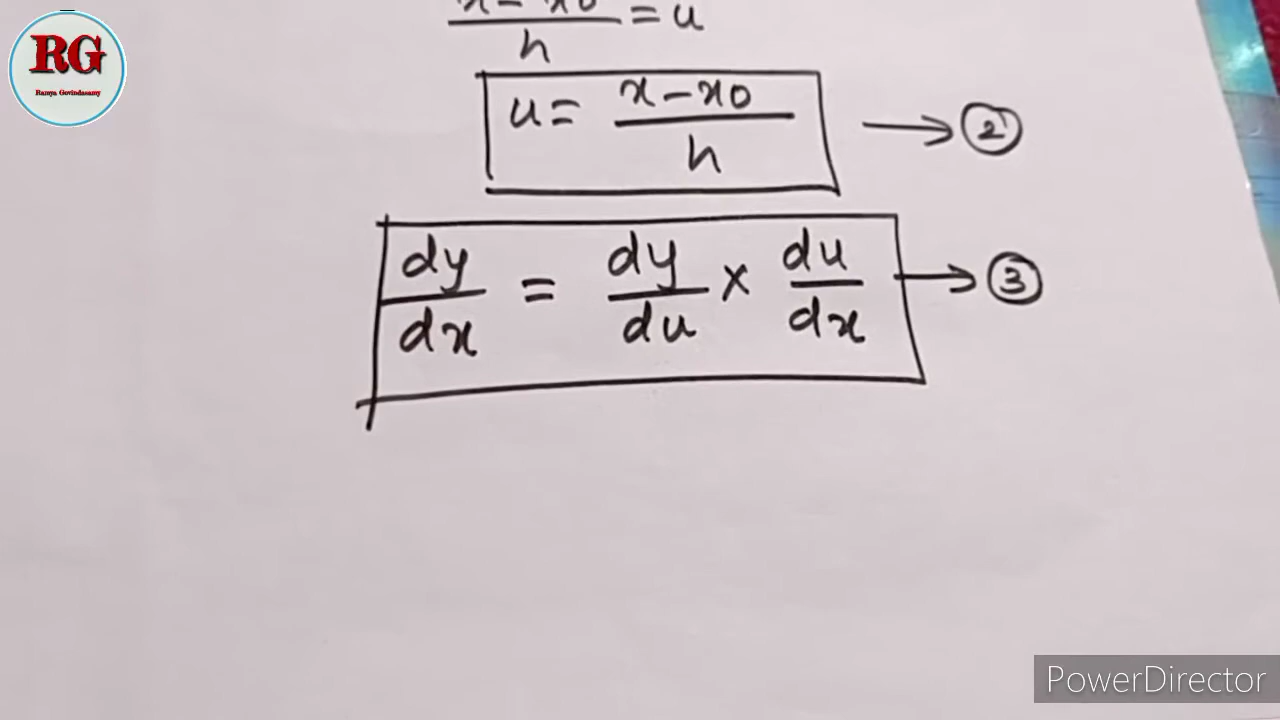 RG
Ramya Govindasamy
x - x0 / h = u
u = x - x0 / h → ②
dy/dx = dy/du × du/dx → ③
PowerDirector